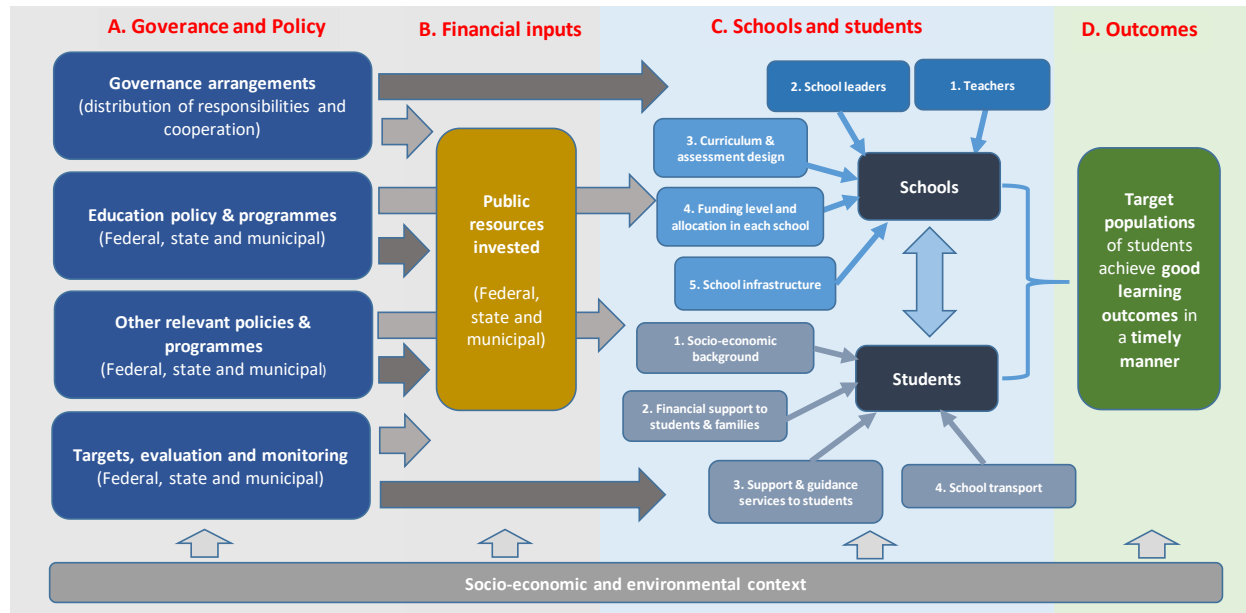 A. Goverance and Policy
B. Financial inputs
C. Schools and students
D. Outcomes
Governance arrangements
(distribution of responsibilities and
cooperation)
Education policy & programmes
(Federal, state and municipal)
Other relevant policies &
programmes
(Federal, state and municipal)
Targets, evaluation and monitoring
(Federal, state and municipal)
Public
resources
invested
(Federal,
state and
municipal)
2. School leaders
1. Teachers
3. Curriculum &
assessment design
4. Funding level and
allocation in each school
5. School infrastructure
Schools
1. Socio-economic
background
2. Financial support to
students & families
3. Support & guidance
services to students
4. School transport
Students
Target
populations
of students
achieve good
learning
outcomes in
a timely
manner
Socio-economic and environmental context